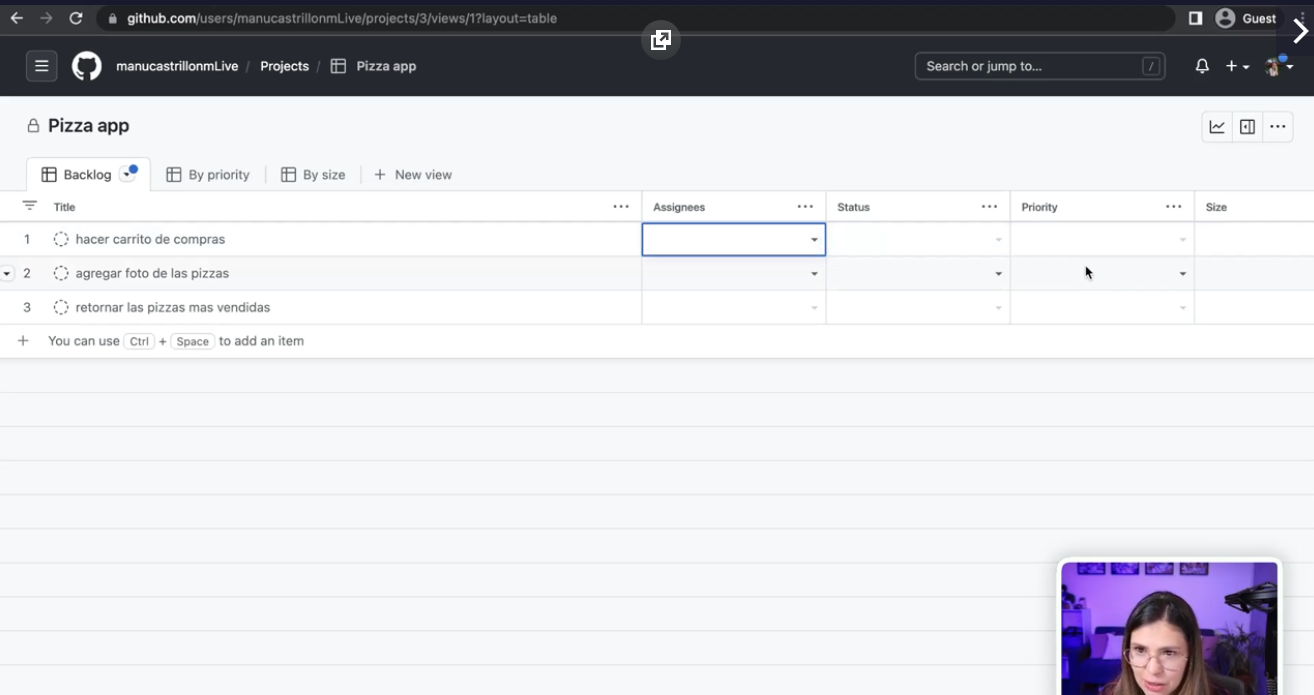 github.com/users/manucastrillonmLive/projects/3/views/1?layout=table Guest
manucastrillonmLive / Projects / Pizza app Search or jump to... /
Pizza app
Backlog By priority By size + New view
Title Assignees Status Priority Size
1 hacer carrito de compras
2 agregar foto de las pizzas
3 retornar las pizzas mas vendidas
+ You can use Ctrl + Space to add an item